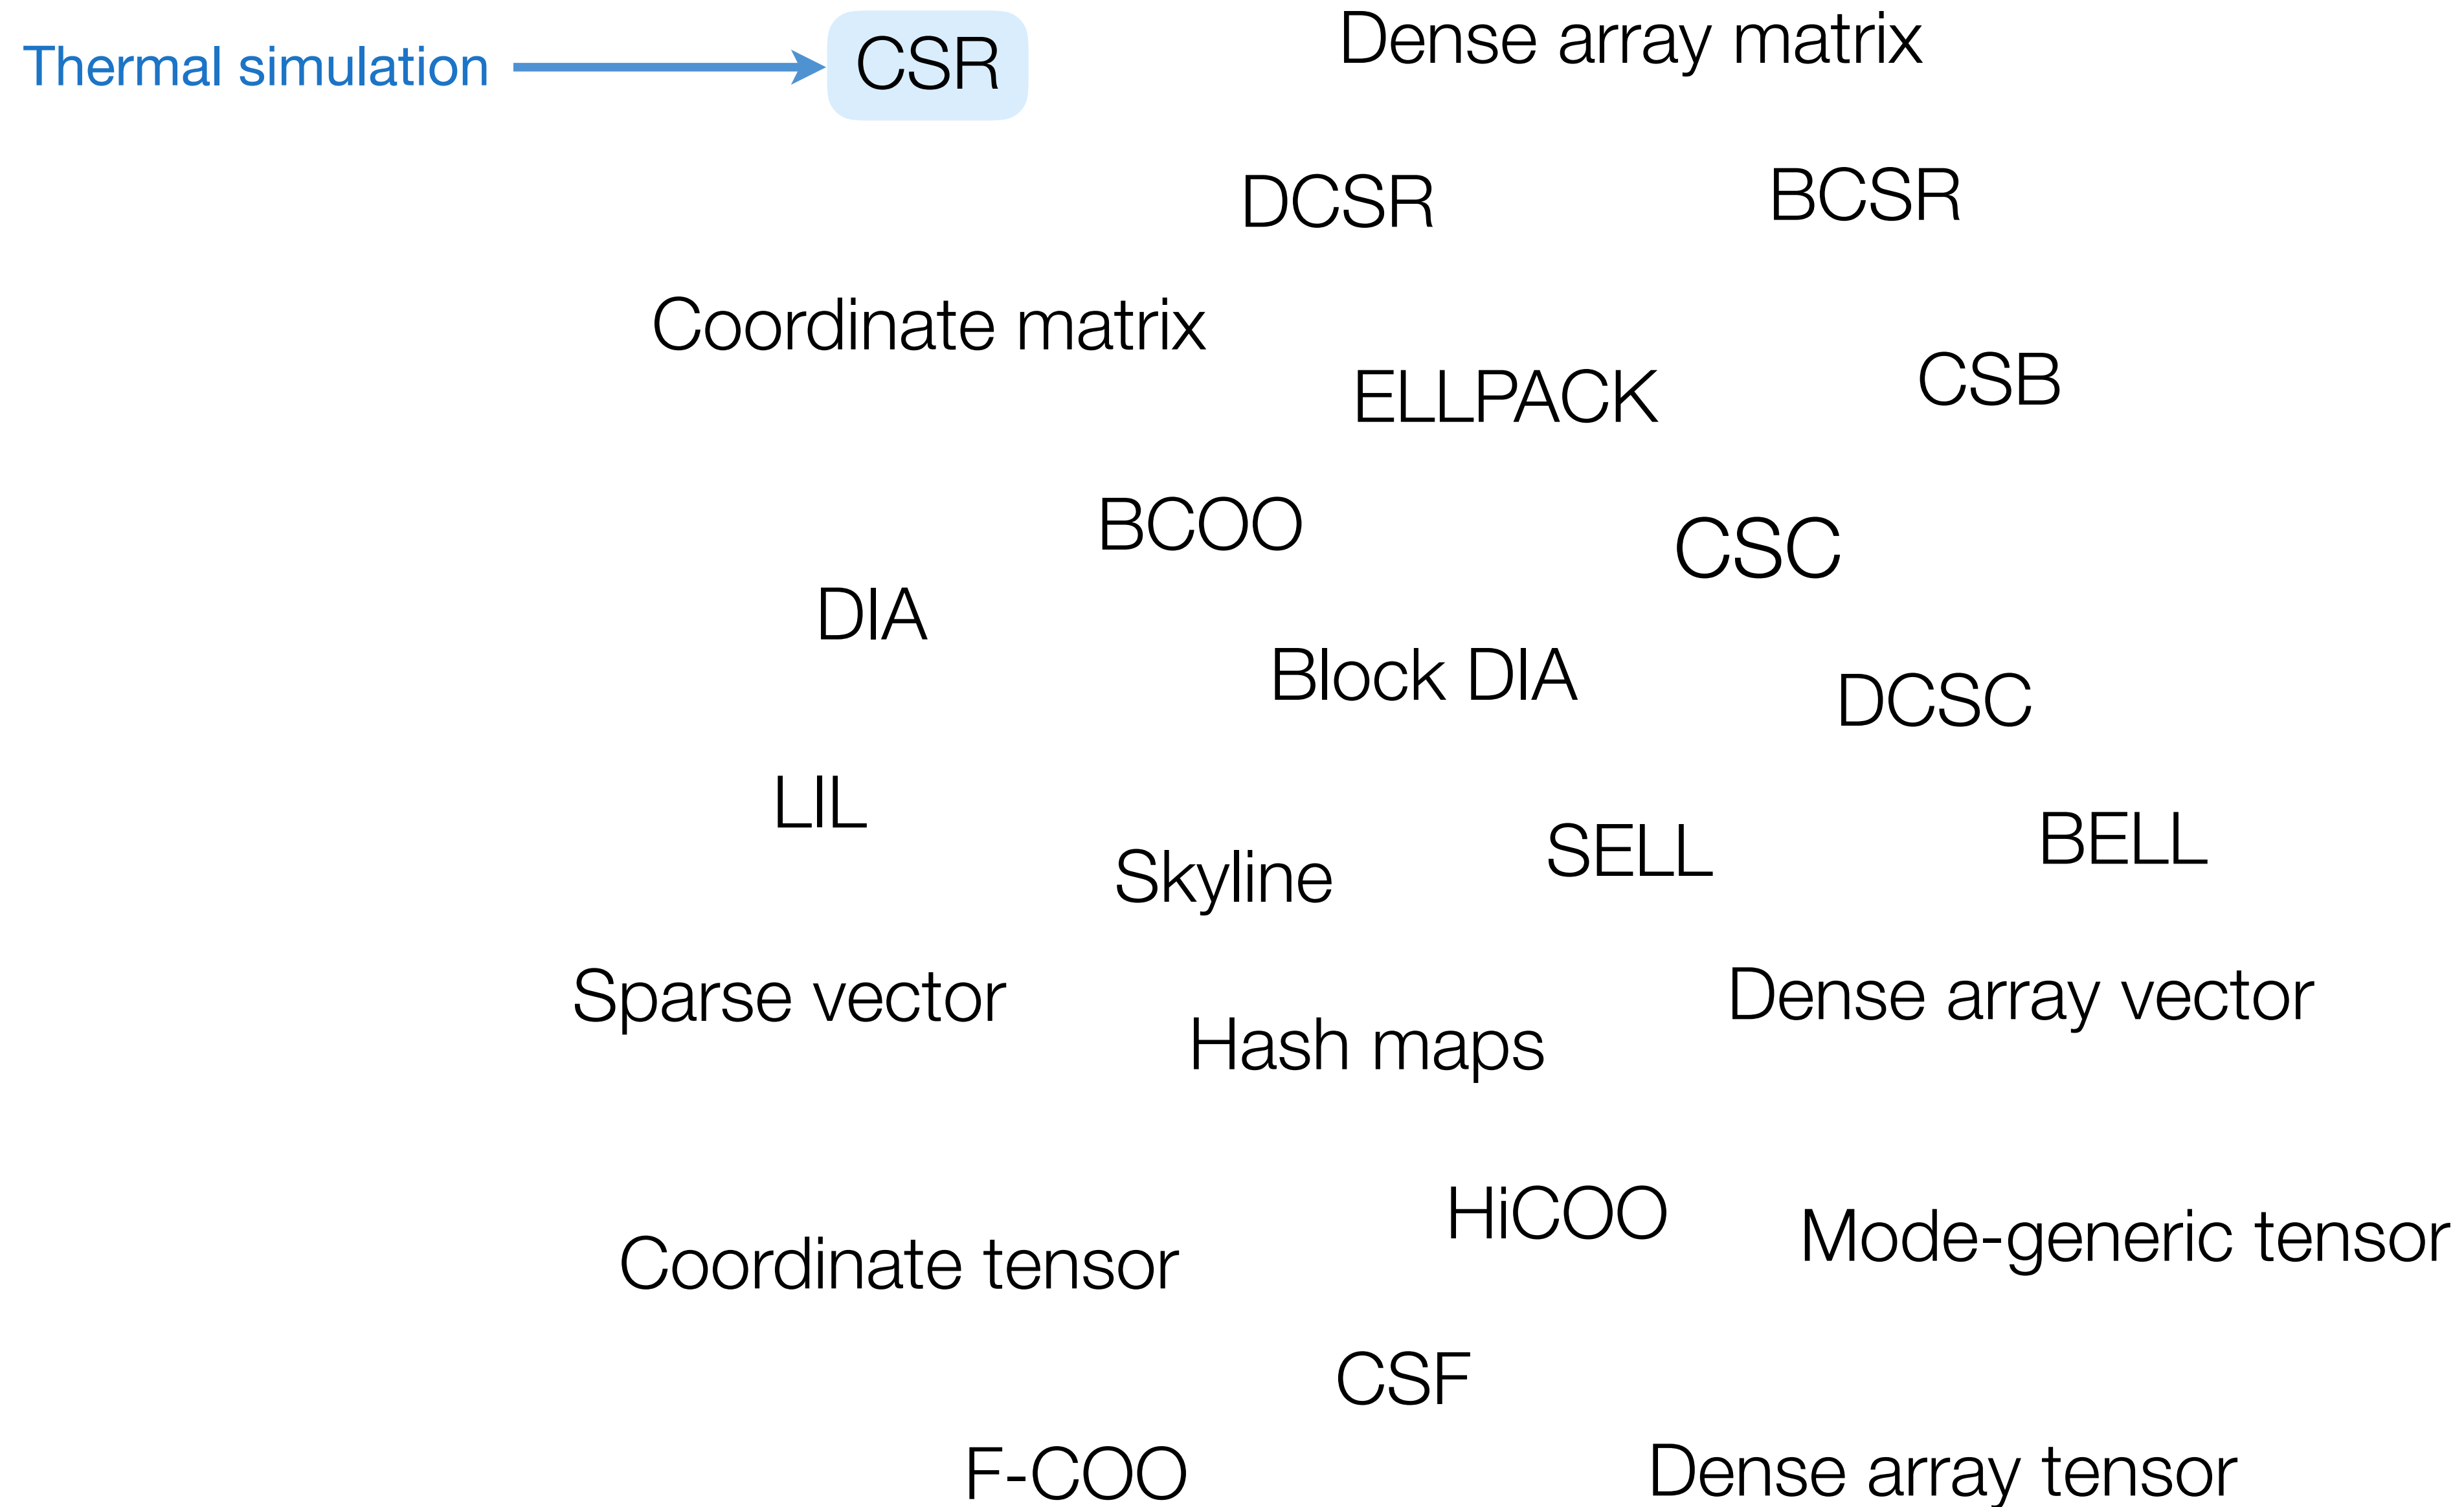 Thermal simulation
CSR
Dense array matrix
DCSR
BCSR
Coordinate matrix
ELLPACK
CSB
BCOO
CSC
DIA
Block DIA
DCSC
LIL
Skyline
SELL
BELL
Sparse vector
Hash maps
Dense array vector
HiCOO
Mode-generic tensor
Coordinate tensor
CSF
F-COO
Dense array tensor